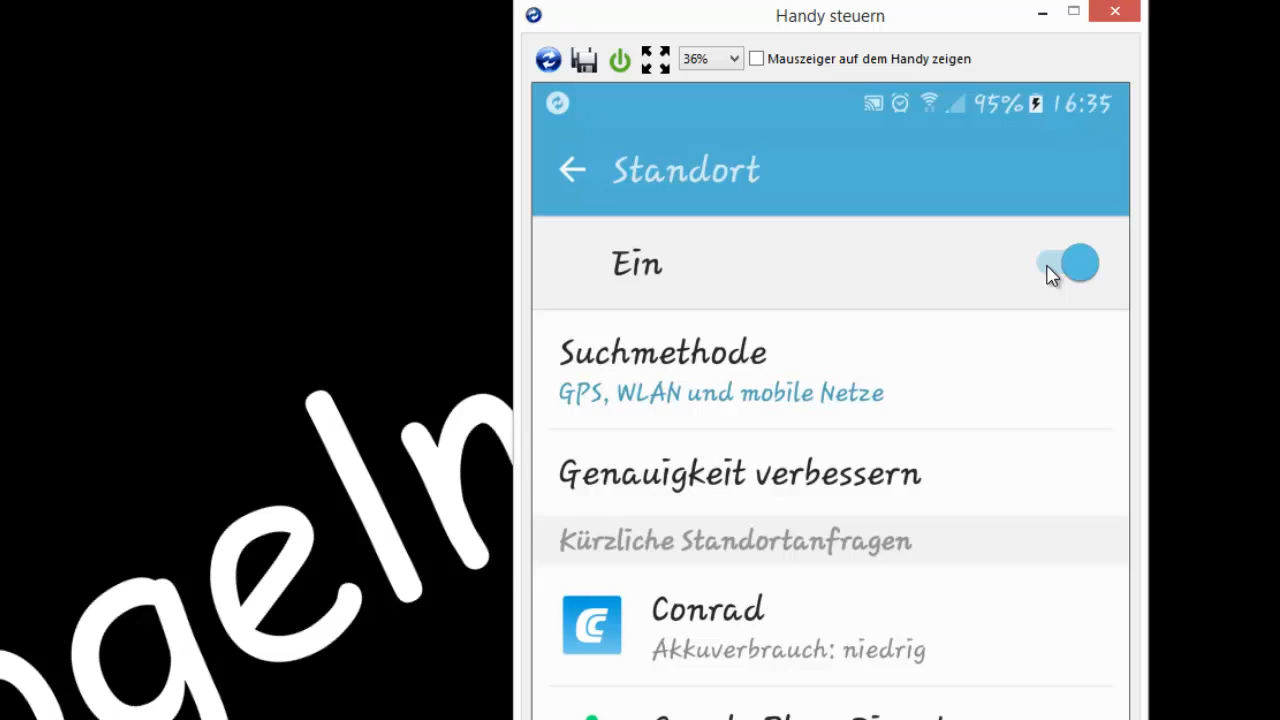 Handy steuern
36% Mauszeiger auf dem Handy zeigen
95% 16:35
Standort
Ein
Suchmethode
GPS, WLAN und mobile Netze
Genauigkeit verbessern
Kürzliche Standortanfragen
Conrad
Akkuverbrauch: niedrig
ngeln